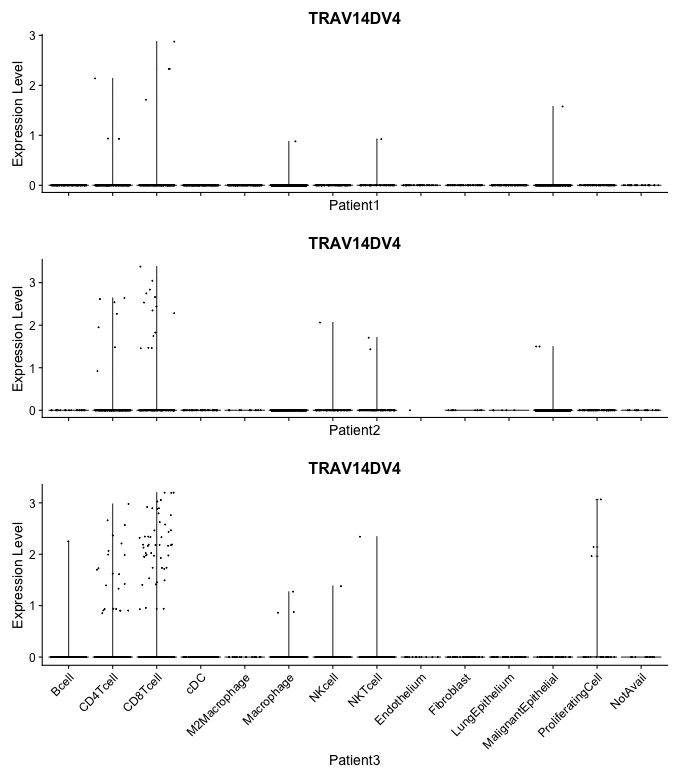 TRAV14DV4
Expression Level
3
2
1
0
Patient1
TRAV14DV4
Expression Level
3
2
1
0
Patient2
TRAV14DV4
Expression Level
3
2
1
0
Bcell
CD4Tcell
CD8Tcell
cDC
M2Macrophage
Macrophage
NKcell
NKTcell
Endothelium
Fibroblast
LungEpithelium
MalignantEpithelial
ProliferatingCell
NotAvail
Patient3